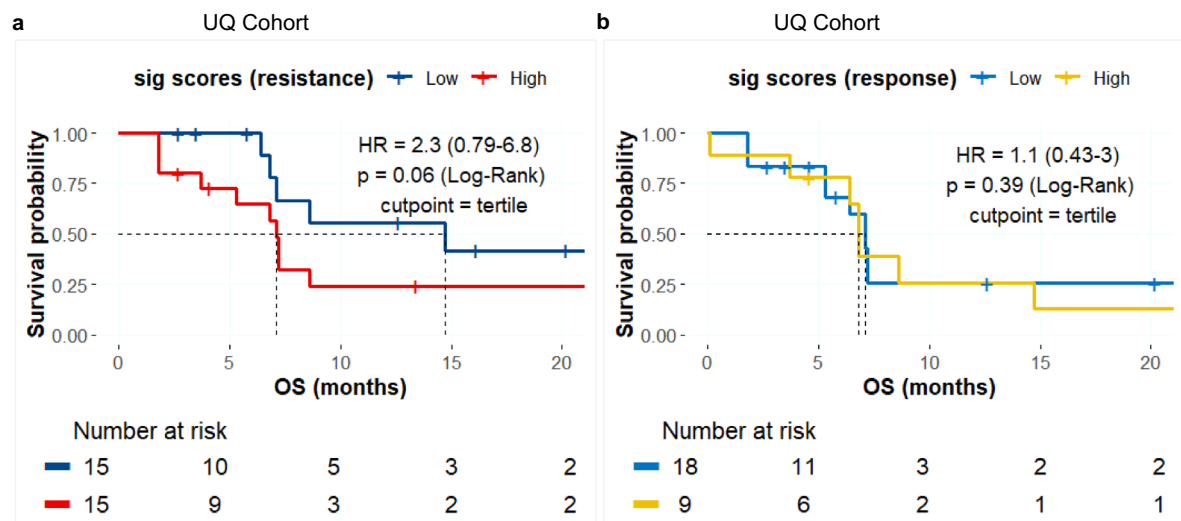 a UQ Cohort
sig scores (resistance) Low High
Survival probability
1.00
0.75
0.50
0.25
0.00
HR = 2.3 (0.79-6.8)
p = 0.06 (Log-Rank)
cutpoint = tertile
0 5 10 15 20
OS (months)
Number at risk
15 10 5 3 2
15 9 3 2 2
b UQ Cohort
sig scores (response) Low High
Survival probability
1.00
0.75
0.50
0.25
0.00
HR = 1.1 (0.43-3)
p = 0.39 (Log-Rank)
cutpoint = tertile
0 5 10 15 20
OS (months)
Number at risk
18 11 3 2 2
9 6 2 1 1